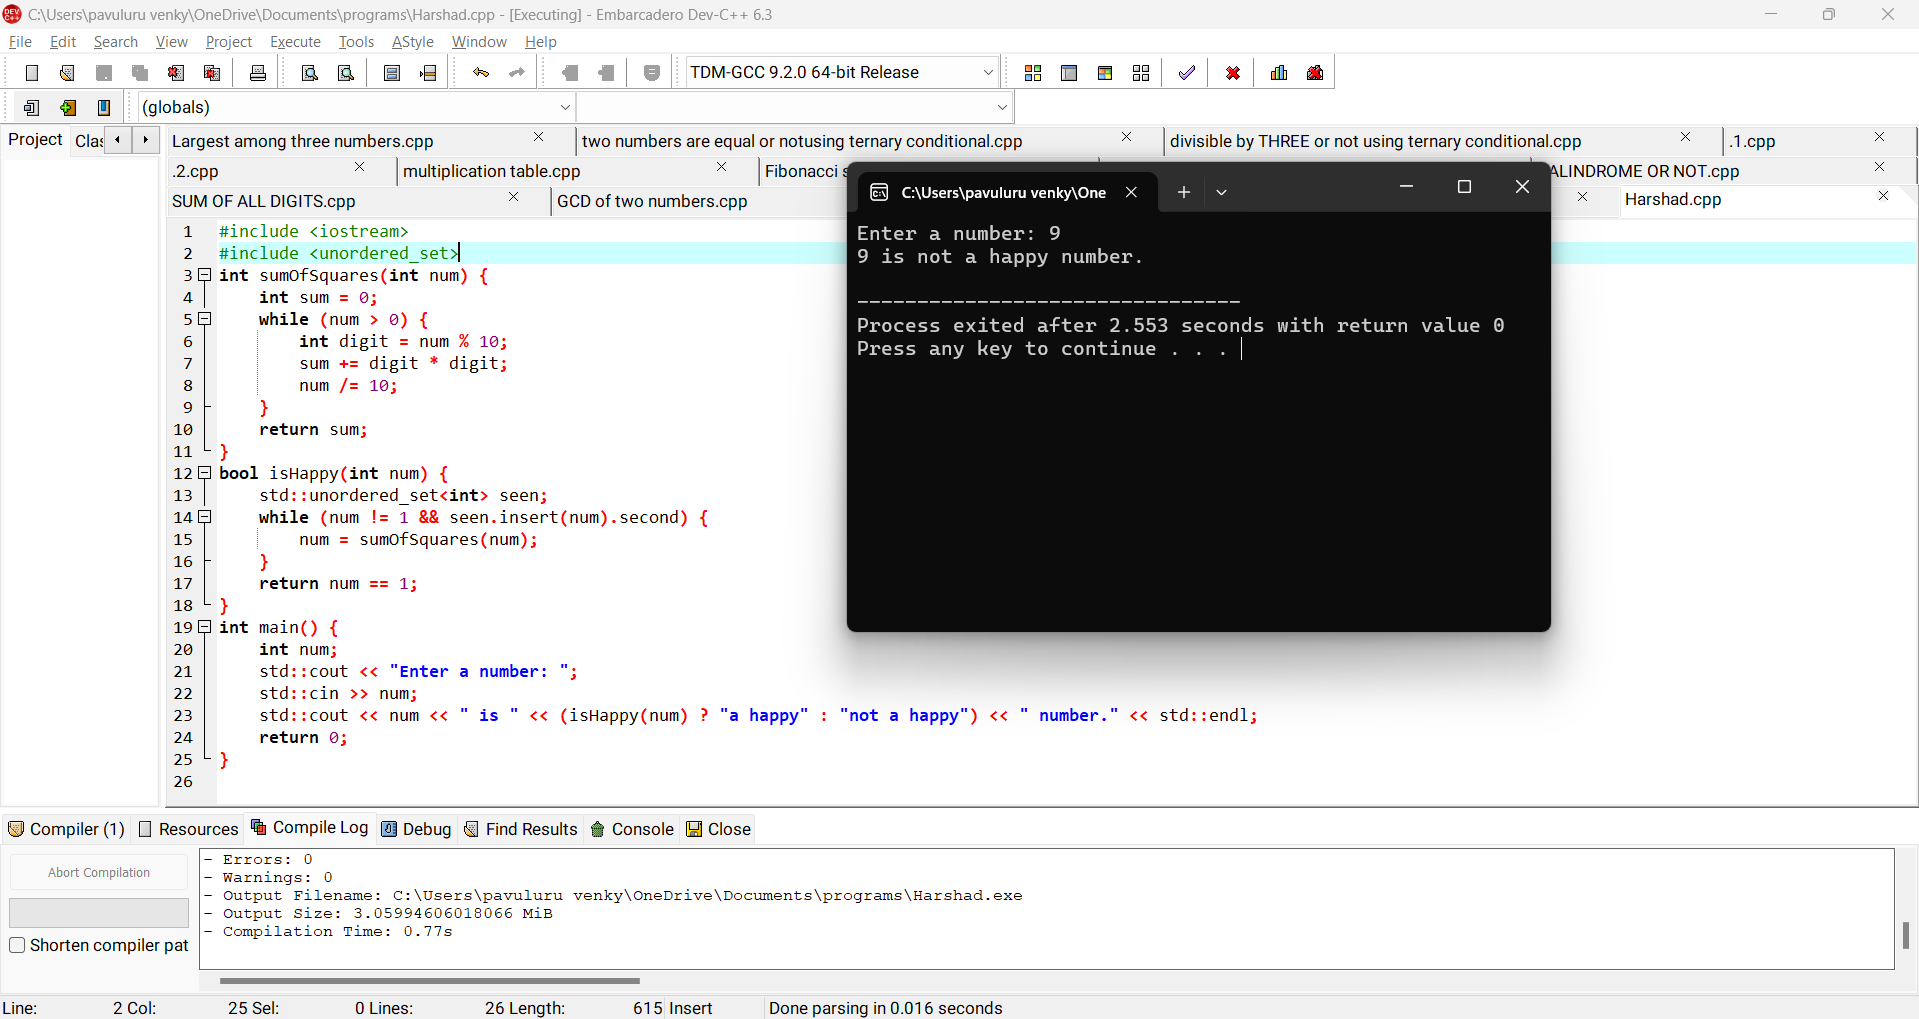 C:\Users\pavuluru venky\OneDrive\Documents\programs\Harshad.cpp - [Executing] - Embarcadero Dev-C++ 6.3
File Edit Search View Project Execute Tools AStyle Window Help
TDM-GCC 9.2.0 64-bit Release
(globals)
Project Clas Largest among three numbers.cpp two numbers are equal or notusing ternary conditional.cpp divisible by THREE or not using ternary conditional.cpp .1.cpp
.2.cpp multiplication table.cpp Fibonacci s ALINDROME OR NOT.cpp
SUM OF ALL DIGITS.cpp GCD of two numbers.cpp Harshad.cpp
1 #include <iostream>
2 #include <unordered_set>
3 int sumOfSquares(int num) {
4 int sum = 0;
5 while (num > 0) {
6 int digit = num % 10;
7 sum += digit * digit;
8 num /= 10;
9 }
10 return sum;
11 }
12 bool isHappy(int num) {
13 std::unordered_set<int> seen;
14 while (num != 1 && seen.insert(num).second) {
15 num = sumOfSquares(num);
16 }
17 return num == 1;
18 }
19 int main() {
20 int num;
21 std::cout << "Enter a number: ";
22 std::cin >> num;
23 std::cout << num << " is " << (isHappy(num) ? "a happy" : "not a happy") << " number." << std::endl;
24 return 0;
25 }
26
C:\Users\pavuluru venky\One
Enter a number: 9
9 is not a happy number.
--------------------------------
Process exited after 2.553 seconds with return value 0
Press any key to continue . . .
Compiler (1) Resources Compile Log Debug Find Results Console Close
Abort Compilation
Shorten compiler pat
- Errors: 0
- Warnings: 0
- Output Filename: C:\Users\pavuluru venky\OneDrive\Documents\programs\Harshad.exe
- Output Size: 3.05994606018066 MiB
- Compilation Time: 0.77s
Line: 2 Col: 25 Sel: 0 Lines: 26 Length: 615 Insert Done parsing in 0.016 seconds